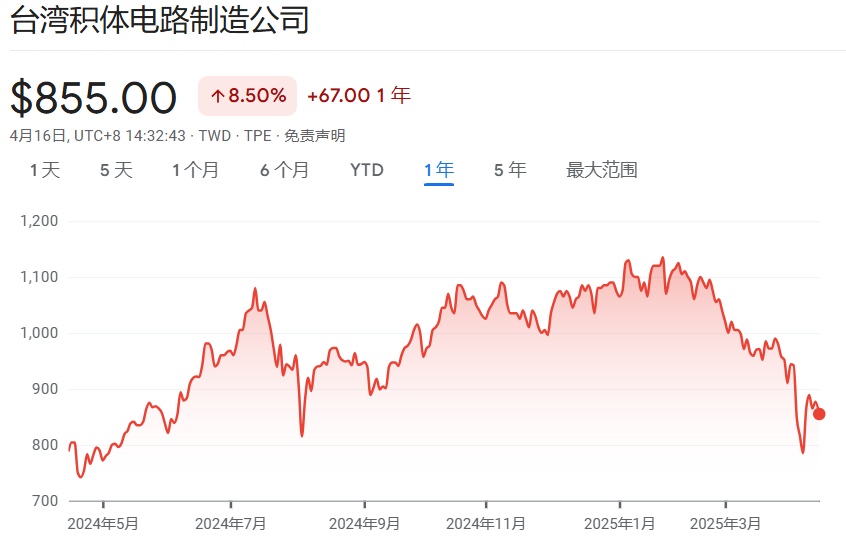 台湾积体电路制造公司
$855.00 ↑8.50% +67.00 1 年
4月16日, UTC+8 14:32:43 · TWD · TPE · 免责声明
1 天 5 天 1 个月 6 个月 YTD 1 年 5 年 最大范围
1,200
1,100
1,000
900
800
700
2024年5月 2024年7月 2024年9月 2024年11月 2025年1月 2025年3月